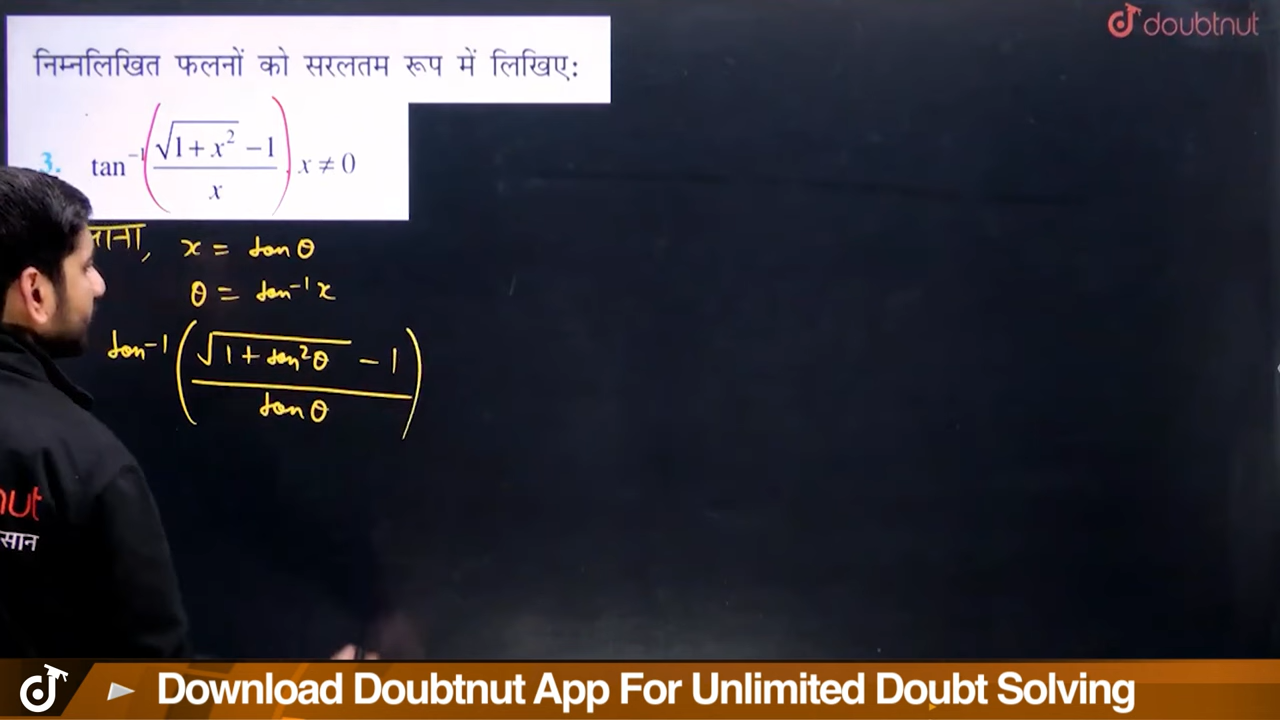 doubtnut
निम्नलिखित फलनों को सरलतम रूप में लिखिए:
3. tan⁻¹((√(1+x²) −1)/x), x ≠ 0
माना, x = tan θ
θ = tan⁻¹ x
tan⁻¹((√(1 + tan²θ) − 1)/tan θ)
nut
सान
Download Doubtnut App For Unlimited Doubt Solving